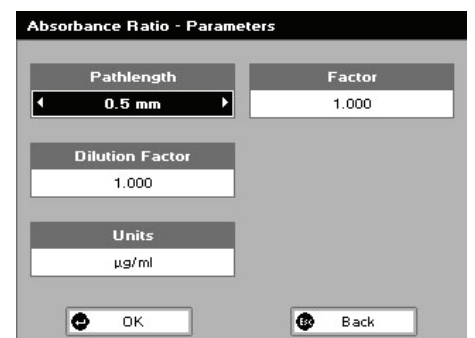 Absorbance Ratio - Parameters
Pathlength
0.5 mm
Factor
1.000
Dilution Factor
1.000
Units
µg/ml
OK
Esc Back